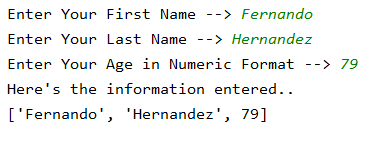 Enter Your First Name --> Fernando
Enter Your Last Name --> Hernandez
Enter Your Age in Numeric Format --> 79
Here's the information entered..
['Fernando', 'Hernandez', 79]